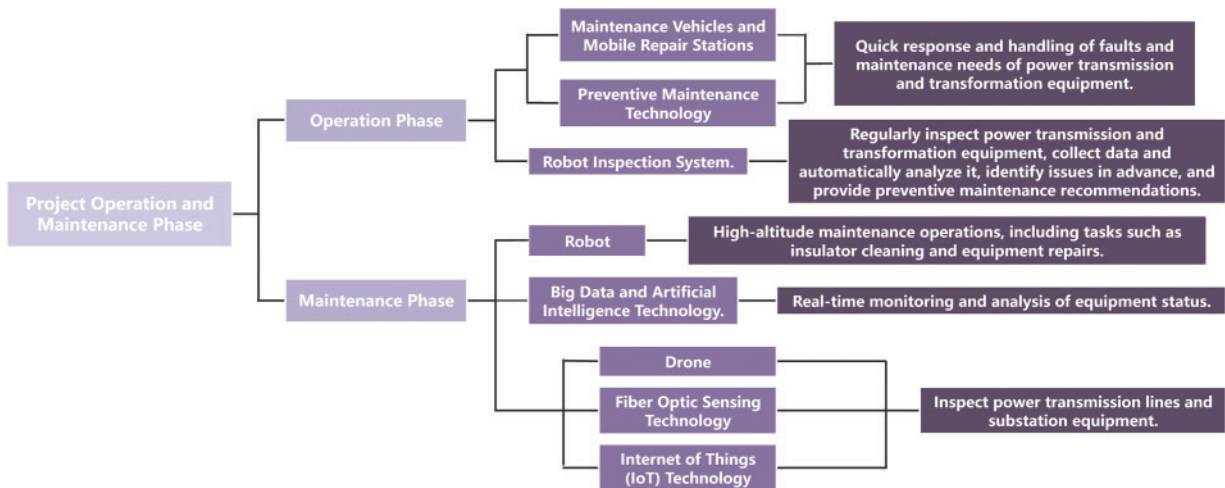 Project Operation and
Maintenance Phase
Operation Phase
Maintenance Vehicles and
Mobile Repair Stations
Preventive Maintenance
Technology
Quick response and handling of faults and
maintenance needs of power transmission
and transformation equipment.
Robot Inspection System.
Regularly inspect power transmission and
transformation equipment, collect data and
automatically analyze it, identify issues in advance, and
provide preventive maintenance recommendations.
Maintenance Phase
Robot
High-altitude maintenance operations, including tasks such as
insulator cleaning and equipment repairs.
Big Data and Artificial
Intelligence Technology.
Real-time monitoring and analysis of equipment status.
Drone
Fiber Optic Sensing
Technology
Internet of Things
(IoT) Technology
Inspect power transmission lines and
substation equipment.